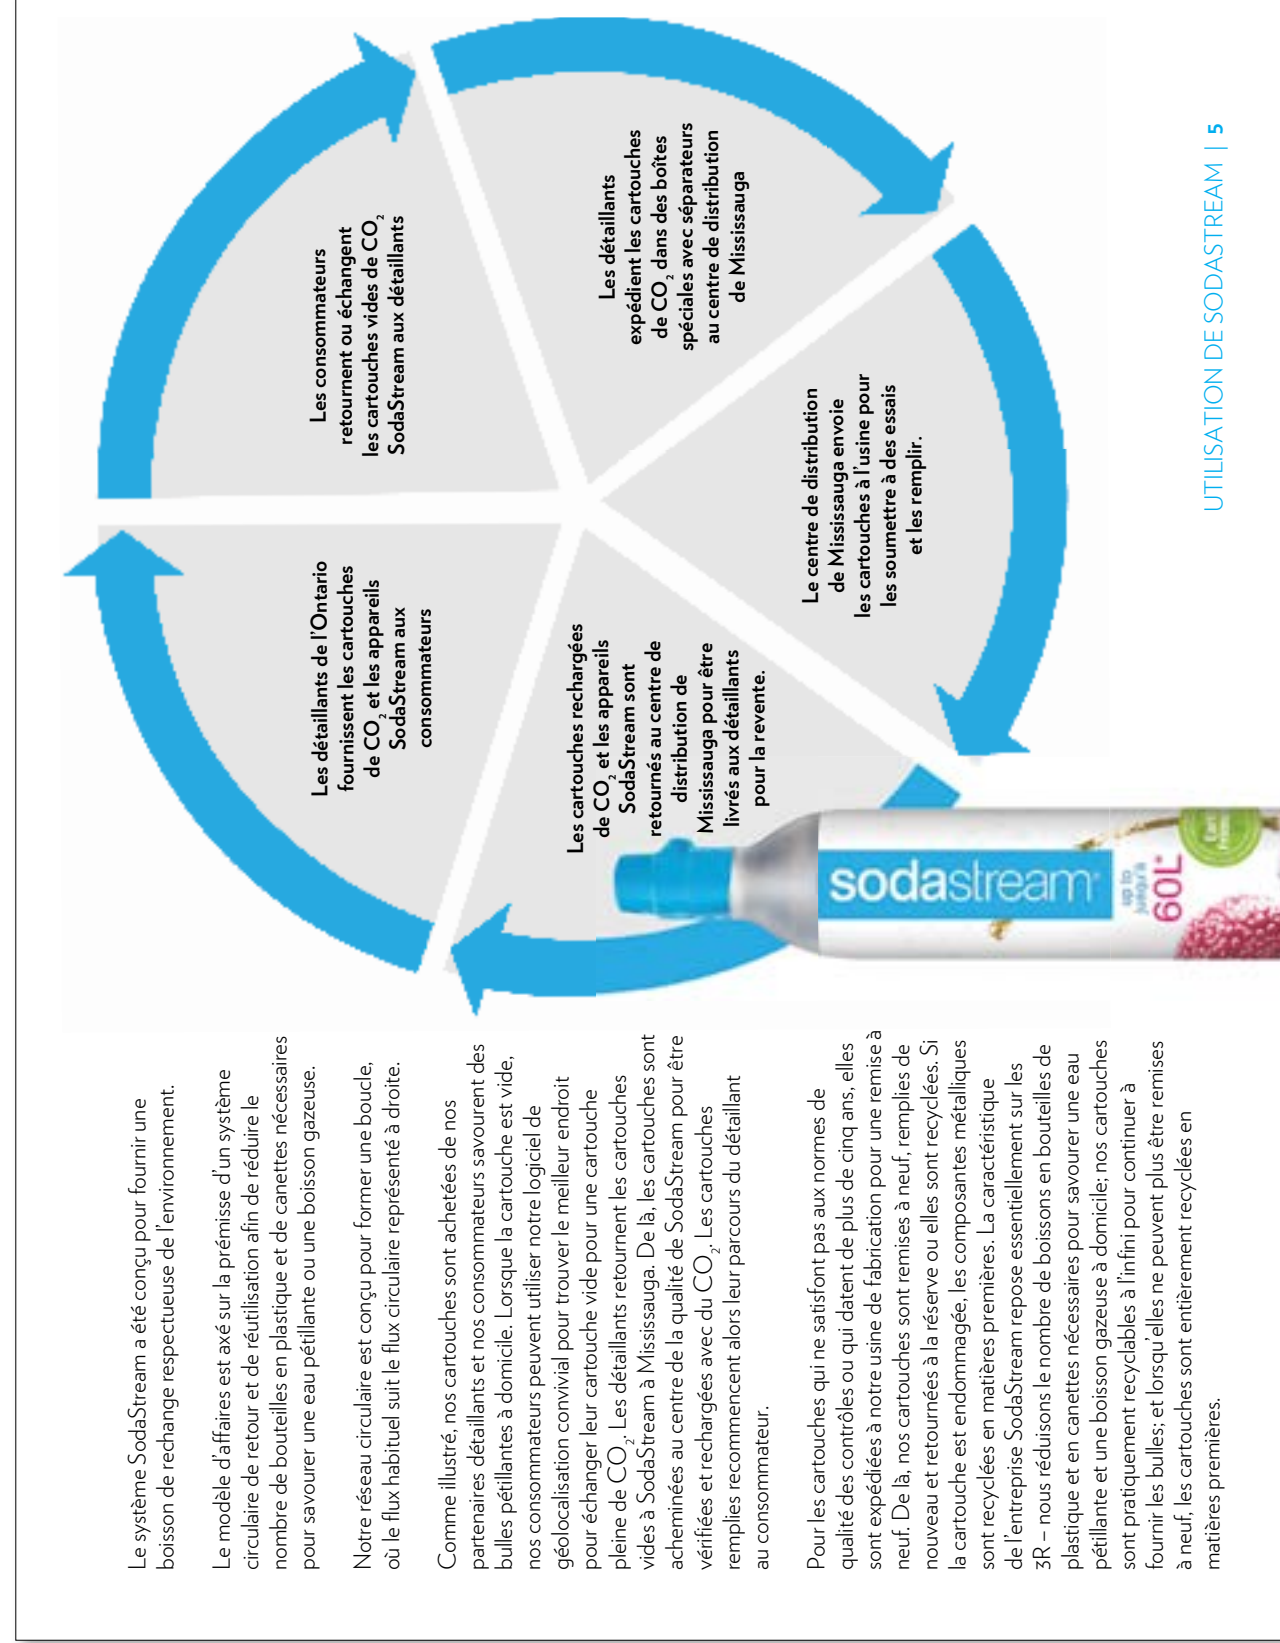 Le système SodaStream a été conçu pour fournir une
boisson de rechange respectueuse de l'environnement.
Le modèle d'affaires est axé sur la prémisse d'un système
circulaire de retour et de réutilisation afin de réduire le
nombre de bouteilles en plastique et de canettes nécessaires
pour savourer une eau pétillante ou une boisson gazeuse.
Notre réseau circulaire est conçu pour former une boucle,
où le flux habituel suit le flux circulaire représenté à droite.
Comme illustré, nos cartouches sont achetées de nos
partenaires détaillants et nos consommateurs savourent des
bulles pétillantes à domicile. Lorsque la cartouche est vide,
nos consommateurs peuvent utiliser notre logiciel de
géolocalisation convivial pour trouver le meilleur endroit
pour échanger leur cartouche vide pour une cartouche
pleine de CO₂. Les détaillants retournent les cartouches
vides à SodaStream à Mississauga. De là, les cartouches sont
acheminées au centre de la qualité de SodaStream pour être
vérifiées et rechargées avec du CO₂. Les cartouches
remplies recommencent alors leur parcours du détaillant
au consommateur.
Pour les cartouches qui ne satisfont pas aux normes de
qualité des contrôles ou qui datent de plus de cinq ans, elles
sont expédiées à notre usine de fabrication pour une remise à
neuf. De là, nos cartouches sont remises à neuf, remplies de
nouveau et retournées à la réserve ou elles sont recyclées. Si
la cartouche est endommagée, les composantes métalliques
sont recyclées en matières premières. La caractéristique
de l'entreprise SodaStream repose essentiellement sur les
3R – nous réduisons le nombre de boissons en bouteilles de
plastique et en canettes nécessaires pour savourer une eau
pétillante et une boisson gazeuse à domicile; nos cartouches
sont pratiquement recyclables à l'infini pour continuer à
fournir les bulles; et lorsqu'elles ne peuvent plus être remises
à neuf, les cartouches sont entièrement recyclées en
matières premières.
Les détaillants de l'Ontario
fournissent les cartouches
de CO₂ et les appareils
SodaStream aux
consommateurs
Les consommateurs
retournent ou échangent
les cartouches vides de CO₂
SodaStream aux détaillants
Les détaillants
expédient les cartouches
de CO₂ dans des boîtes
spéciales avec séparateurs
au centre de distribution
de Mississauga
Le centre de distribution
de Mississauga envoie
les cartouches à l'usine pour
les soumettre à des essais
et les remplir.
Les cartouches rechargées
de CO₂ et les appareils
SodaStream sont
retournés au centre de
distribution de
Mississauga pour être
livrés aux détaillants
pour la revente.
sodastream
up to
jusqu'à
60L*
UTILISATION DE SODASTREAM | 5